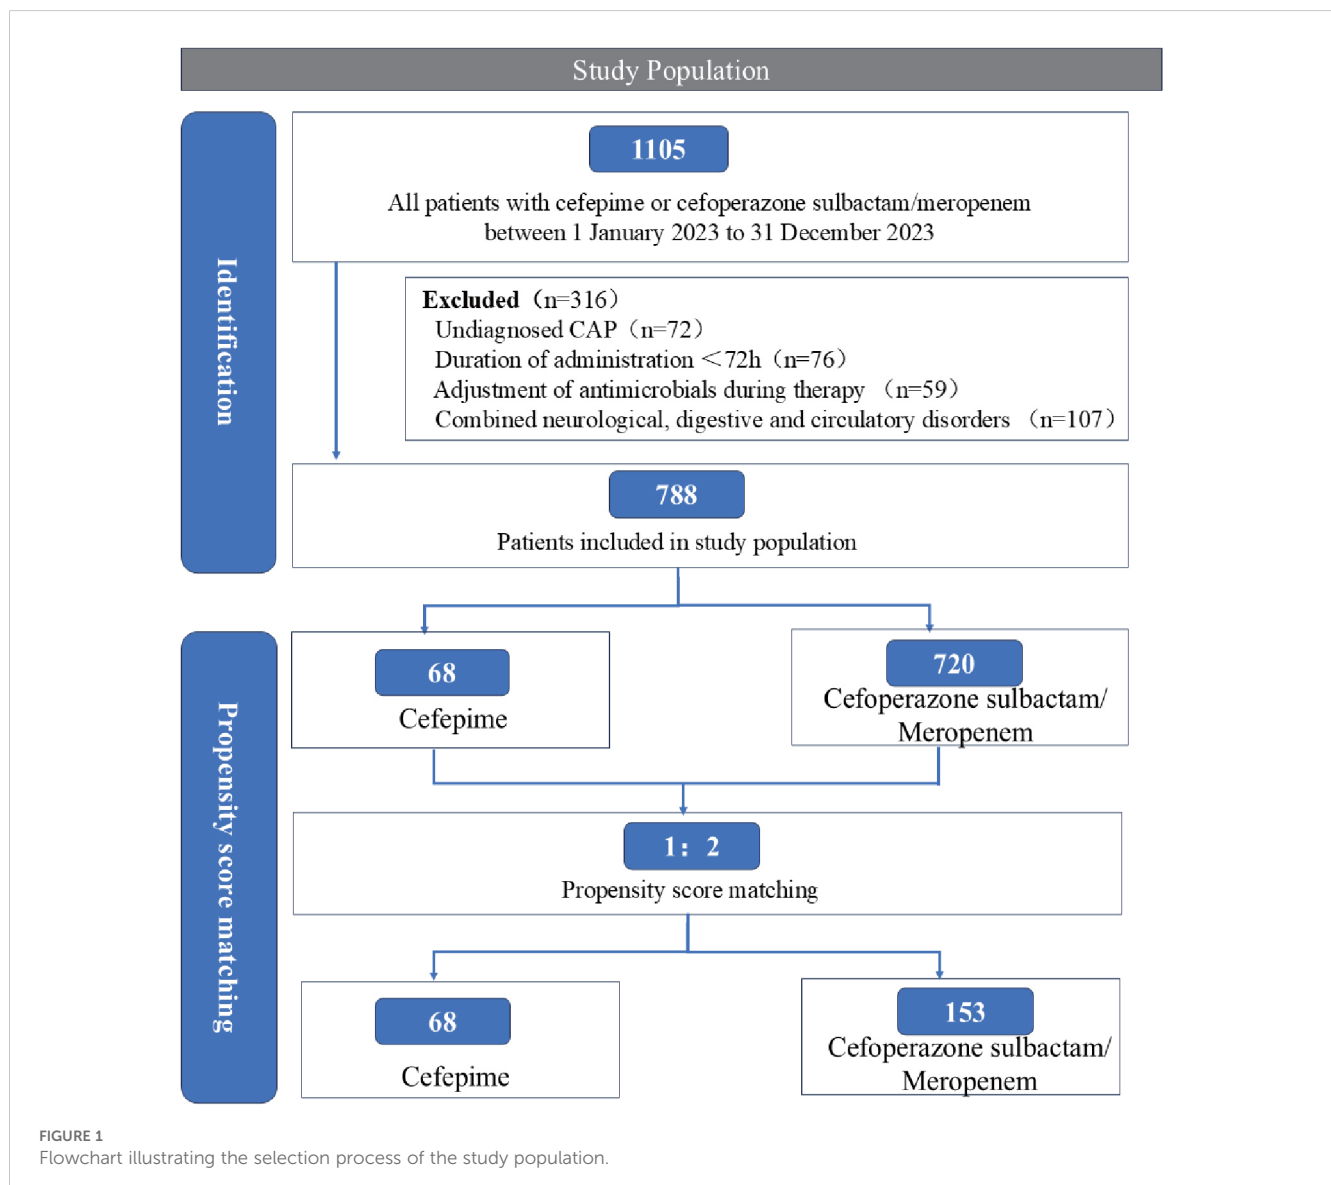 Study Population
Identification
1105
All patients with cefepime or cefoperazone sulbactam/meropenem
between 1 January 2023 to 31 December 2023
Excluded（n=316）
Undiagnosed CAP（n=72）
Duration of administration ＜72h（n=76）
Adjustment of antimicrobials during therapy （n=59）
Combined neurological, digestive and circulatory disorders （n=107）
788
Patients included in study population
Propensity score matching
68
Cefepime
720
Cefoperazone sulbactam/
Meropenem
1：2
Propensity score matching
68
Cefepime
153
Cefoperazone sulbactam/
Meropenem
FIGURE 1
Flowchart illustrating the selection process of the study population.